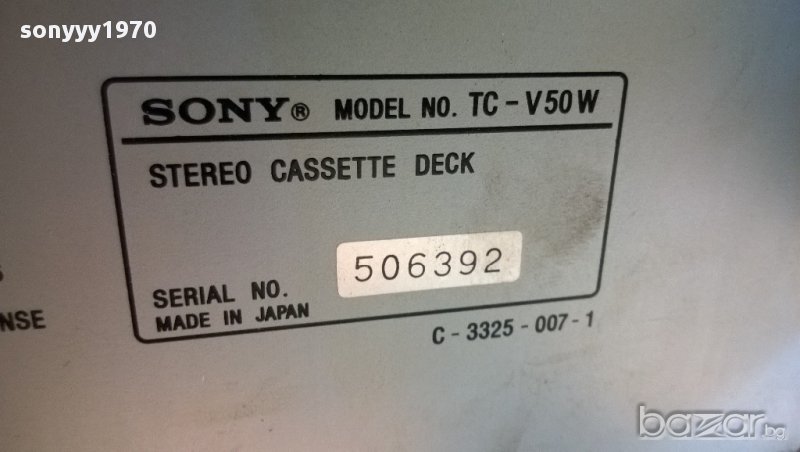 sonyyy1970
SONY® MODEL NO. TC-V50W
STEREO CASSETTE DECK
506392
SERIAL NO.
MADE IN JAPAN
NSE
C-3325-007-1
bazar.bg